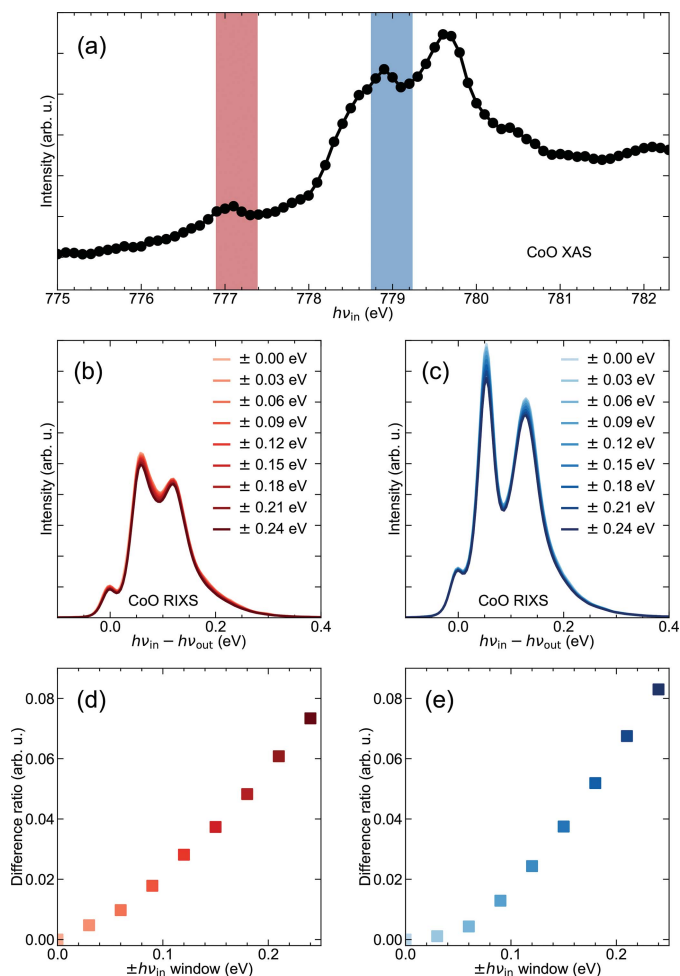 (a)
Intensity (arb. u.)
CoO XAS
775 776 777 778 779 780 781 782
hν_in (eV)
(b)
± 0.00 eV
± 0.03 eV
± 0.06 eV
± 0.09 eV
± 0.12 eV
± 0.15 eV
± 0.18 eV
± 0.21 eV
± 0.24 eV
Intensity (arb. u.)
CoO RIXS
0.0 0.2 0.4
hν_in − hν_out (eV)
(c)
± 0.00 eV
± 0.03 eV
± 0.06 eV
± 0.09 eV
± 0.12 eV
± 0.15 eV
± 0.18 eV
± 0.21 eV
± 0.24 eV
Intensity (arb. u.)
CoO RIXS
0.0 0.2 0.4
hν_in − hν_out (eV)
(d)
Difference ratio (arb. u.)
0.08
0.06
0.04
0.02
0.00
0.1 0.2
±hν_in window (eV)
(e)
Difference ratio (arb. u.)
0.08
0.06
0.04
0.02
0.00
0.1 0.2
±hν_in window (eV)